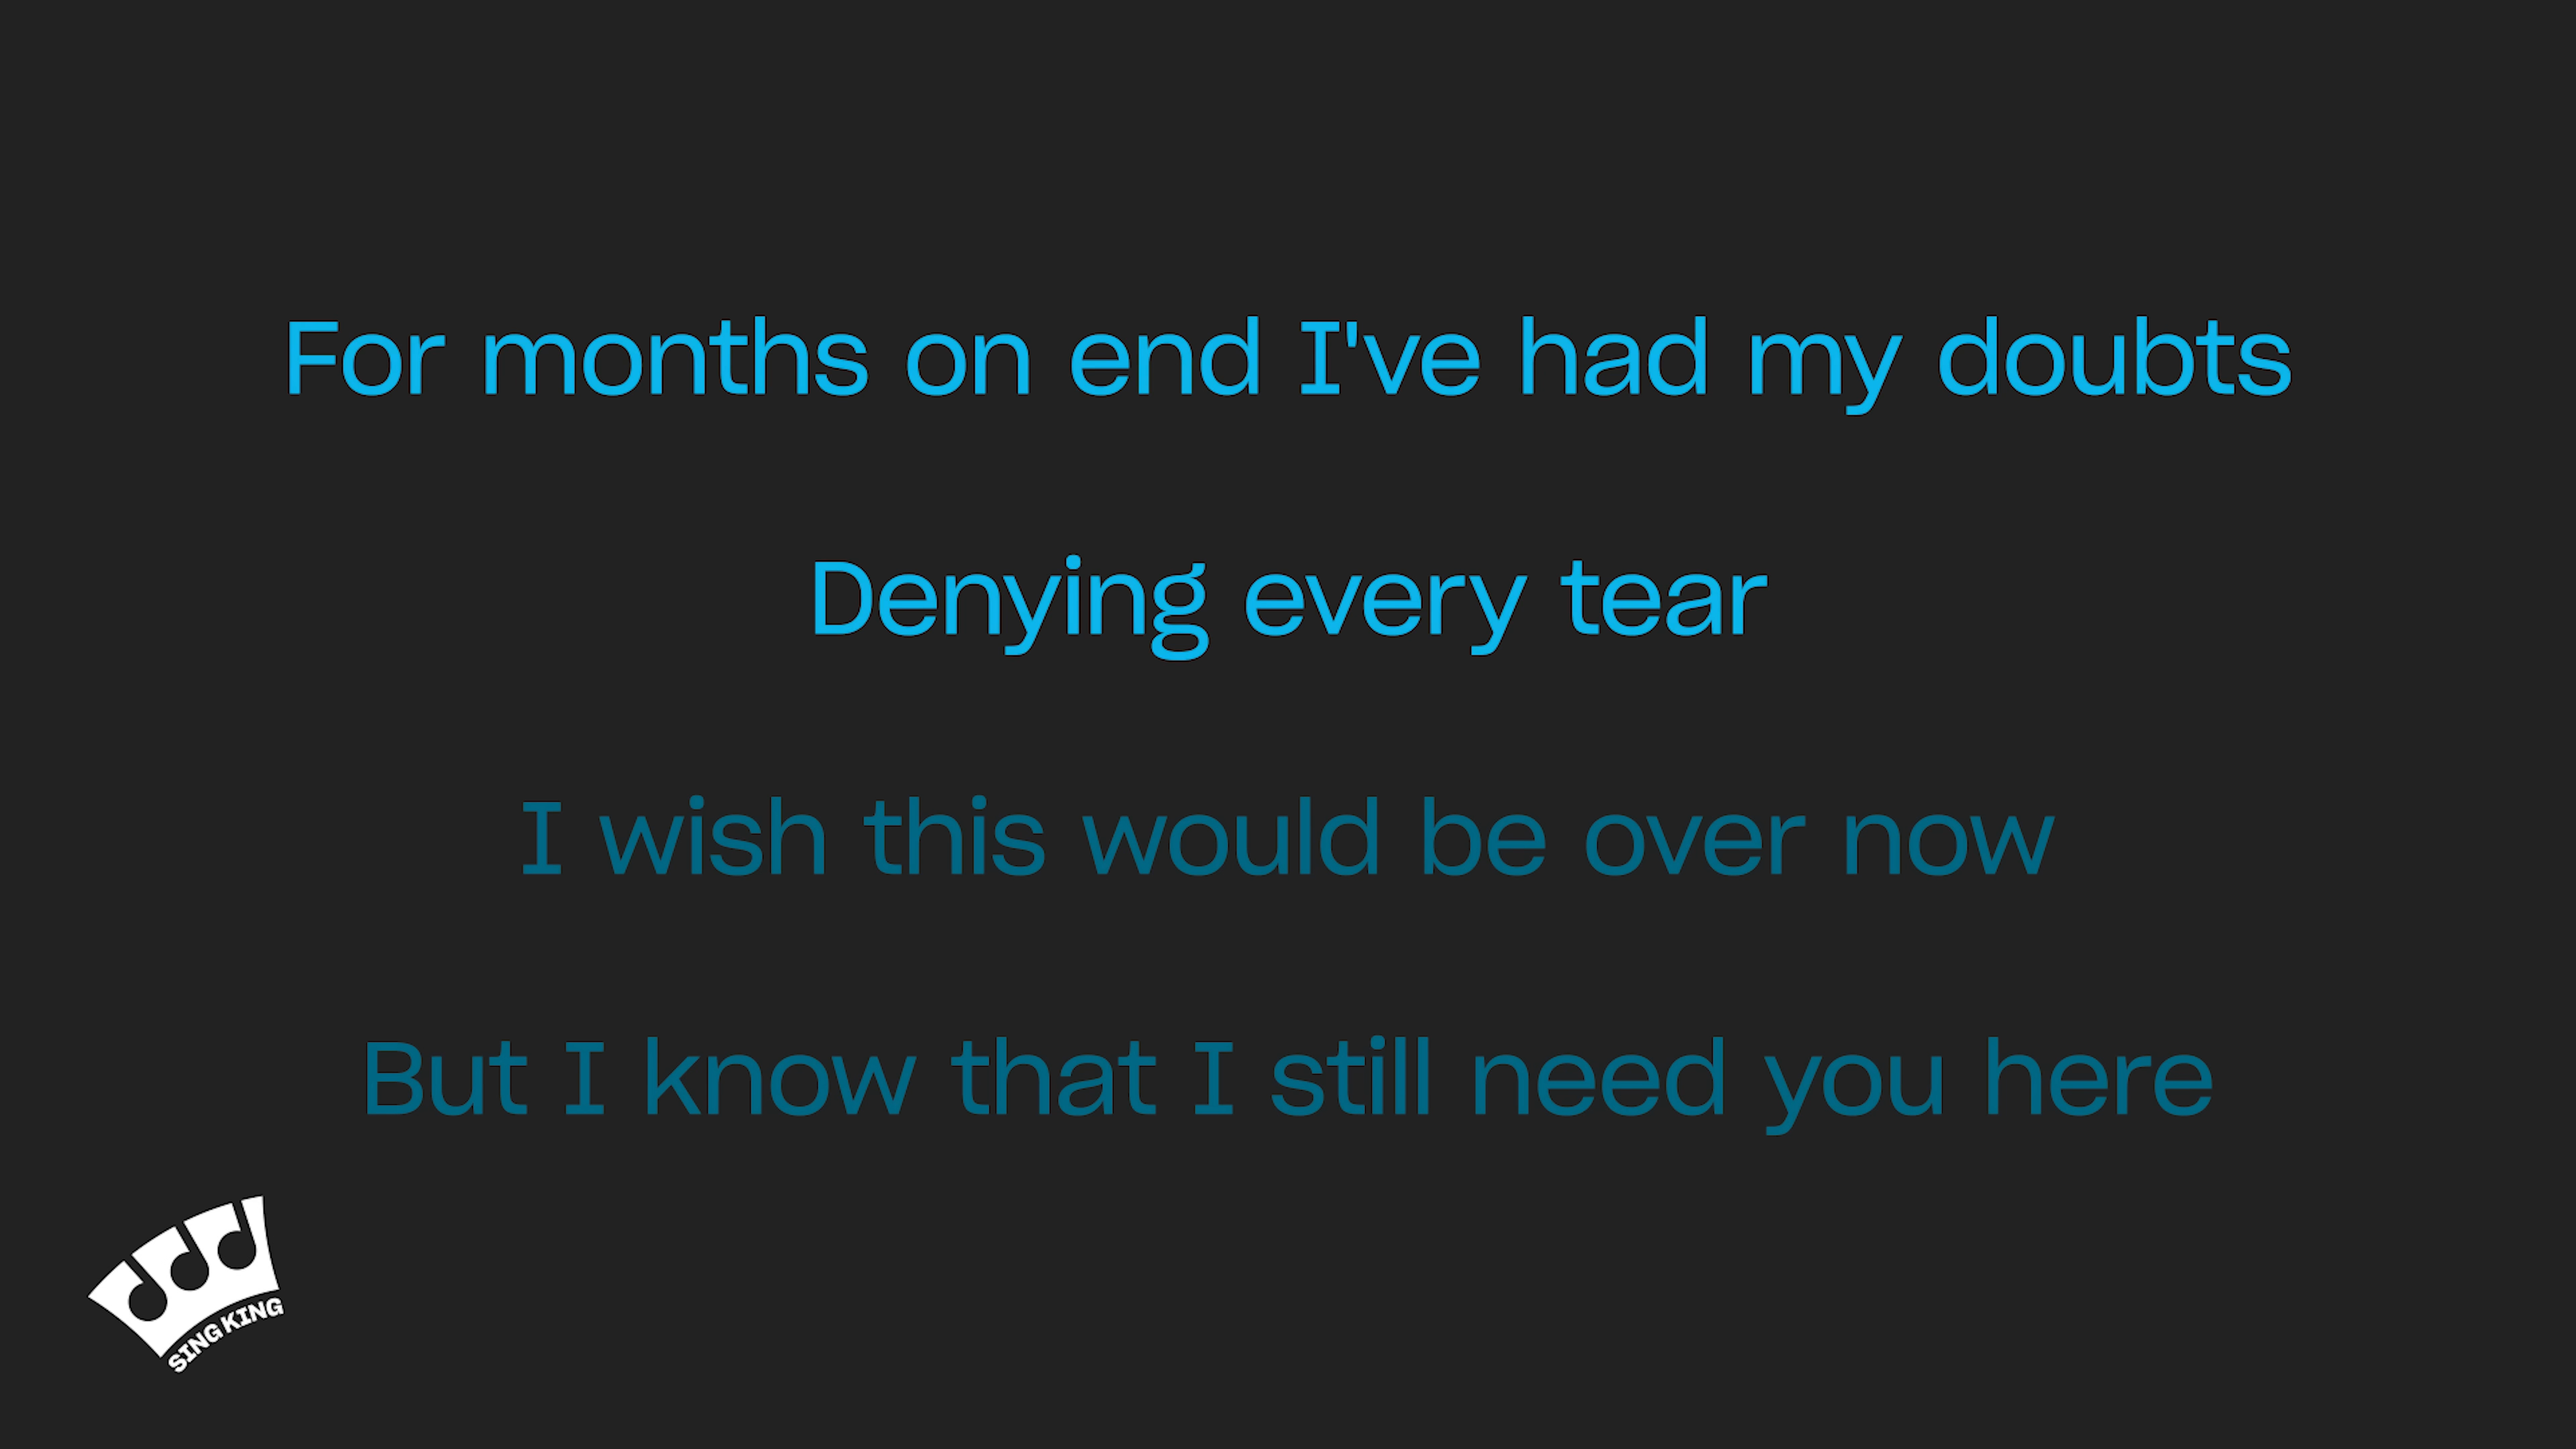 For months on end I've had my doubts
Denying every tear
I wish this would be over now
But I know that I still need you here
SING KING